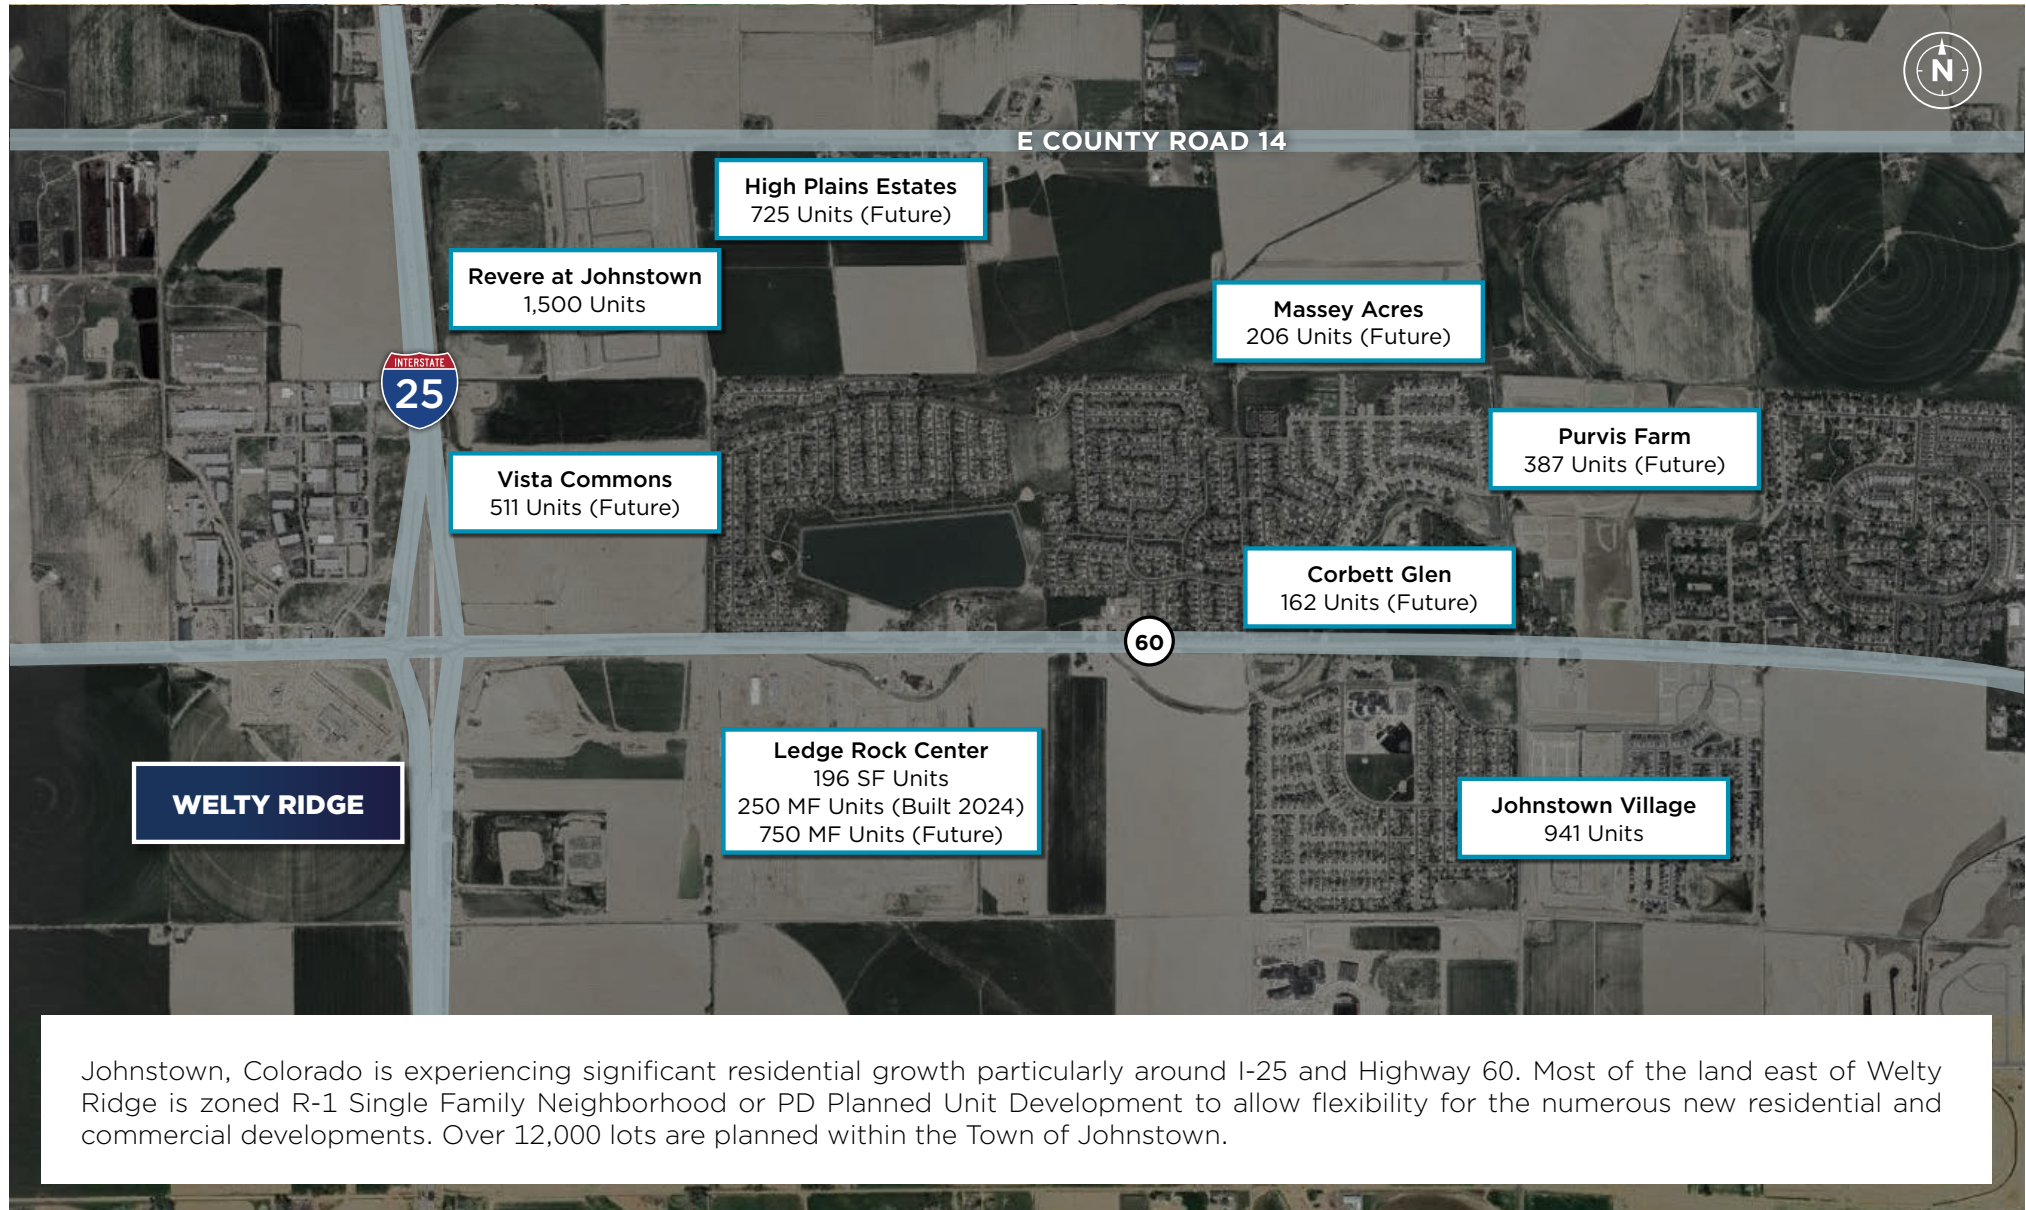 N
E COUNTY ROAD 14
High Plains Estates
725 Units (Future)
Revere at Johnstown
1,500 Units
Massey Acres
206 Units (Future)
INTERSTATE
25
Purvis Farm
387 Units (Future)
Vista Commons
511 Units (Future)
Corbett Glen
162 Units (Future)
60
Ledge Rock Center
196 SF Units
250 MF Units (Built 2024)
750 MF Units (Future)
WELTY RIDGE
Johnstown Village
941 Units
Johnstown, Colorado is experiencing significant residential growth particularly around I-25 and Highway 60. Most of the land east of Welty
Ridge is zoned R-1 Single Family Neighborhood or PD Planned Unit Development to allow flexibility for the numerous new residential and
commercial developments. Over 12,000 lots are planned within the Town of Johnstown.